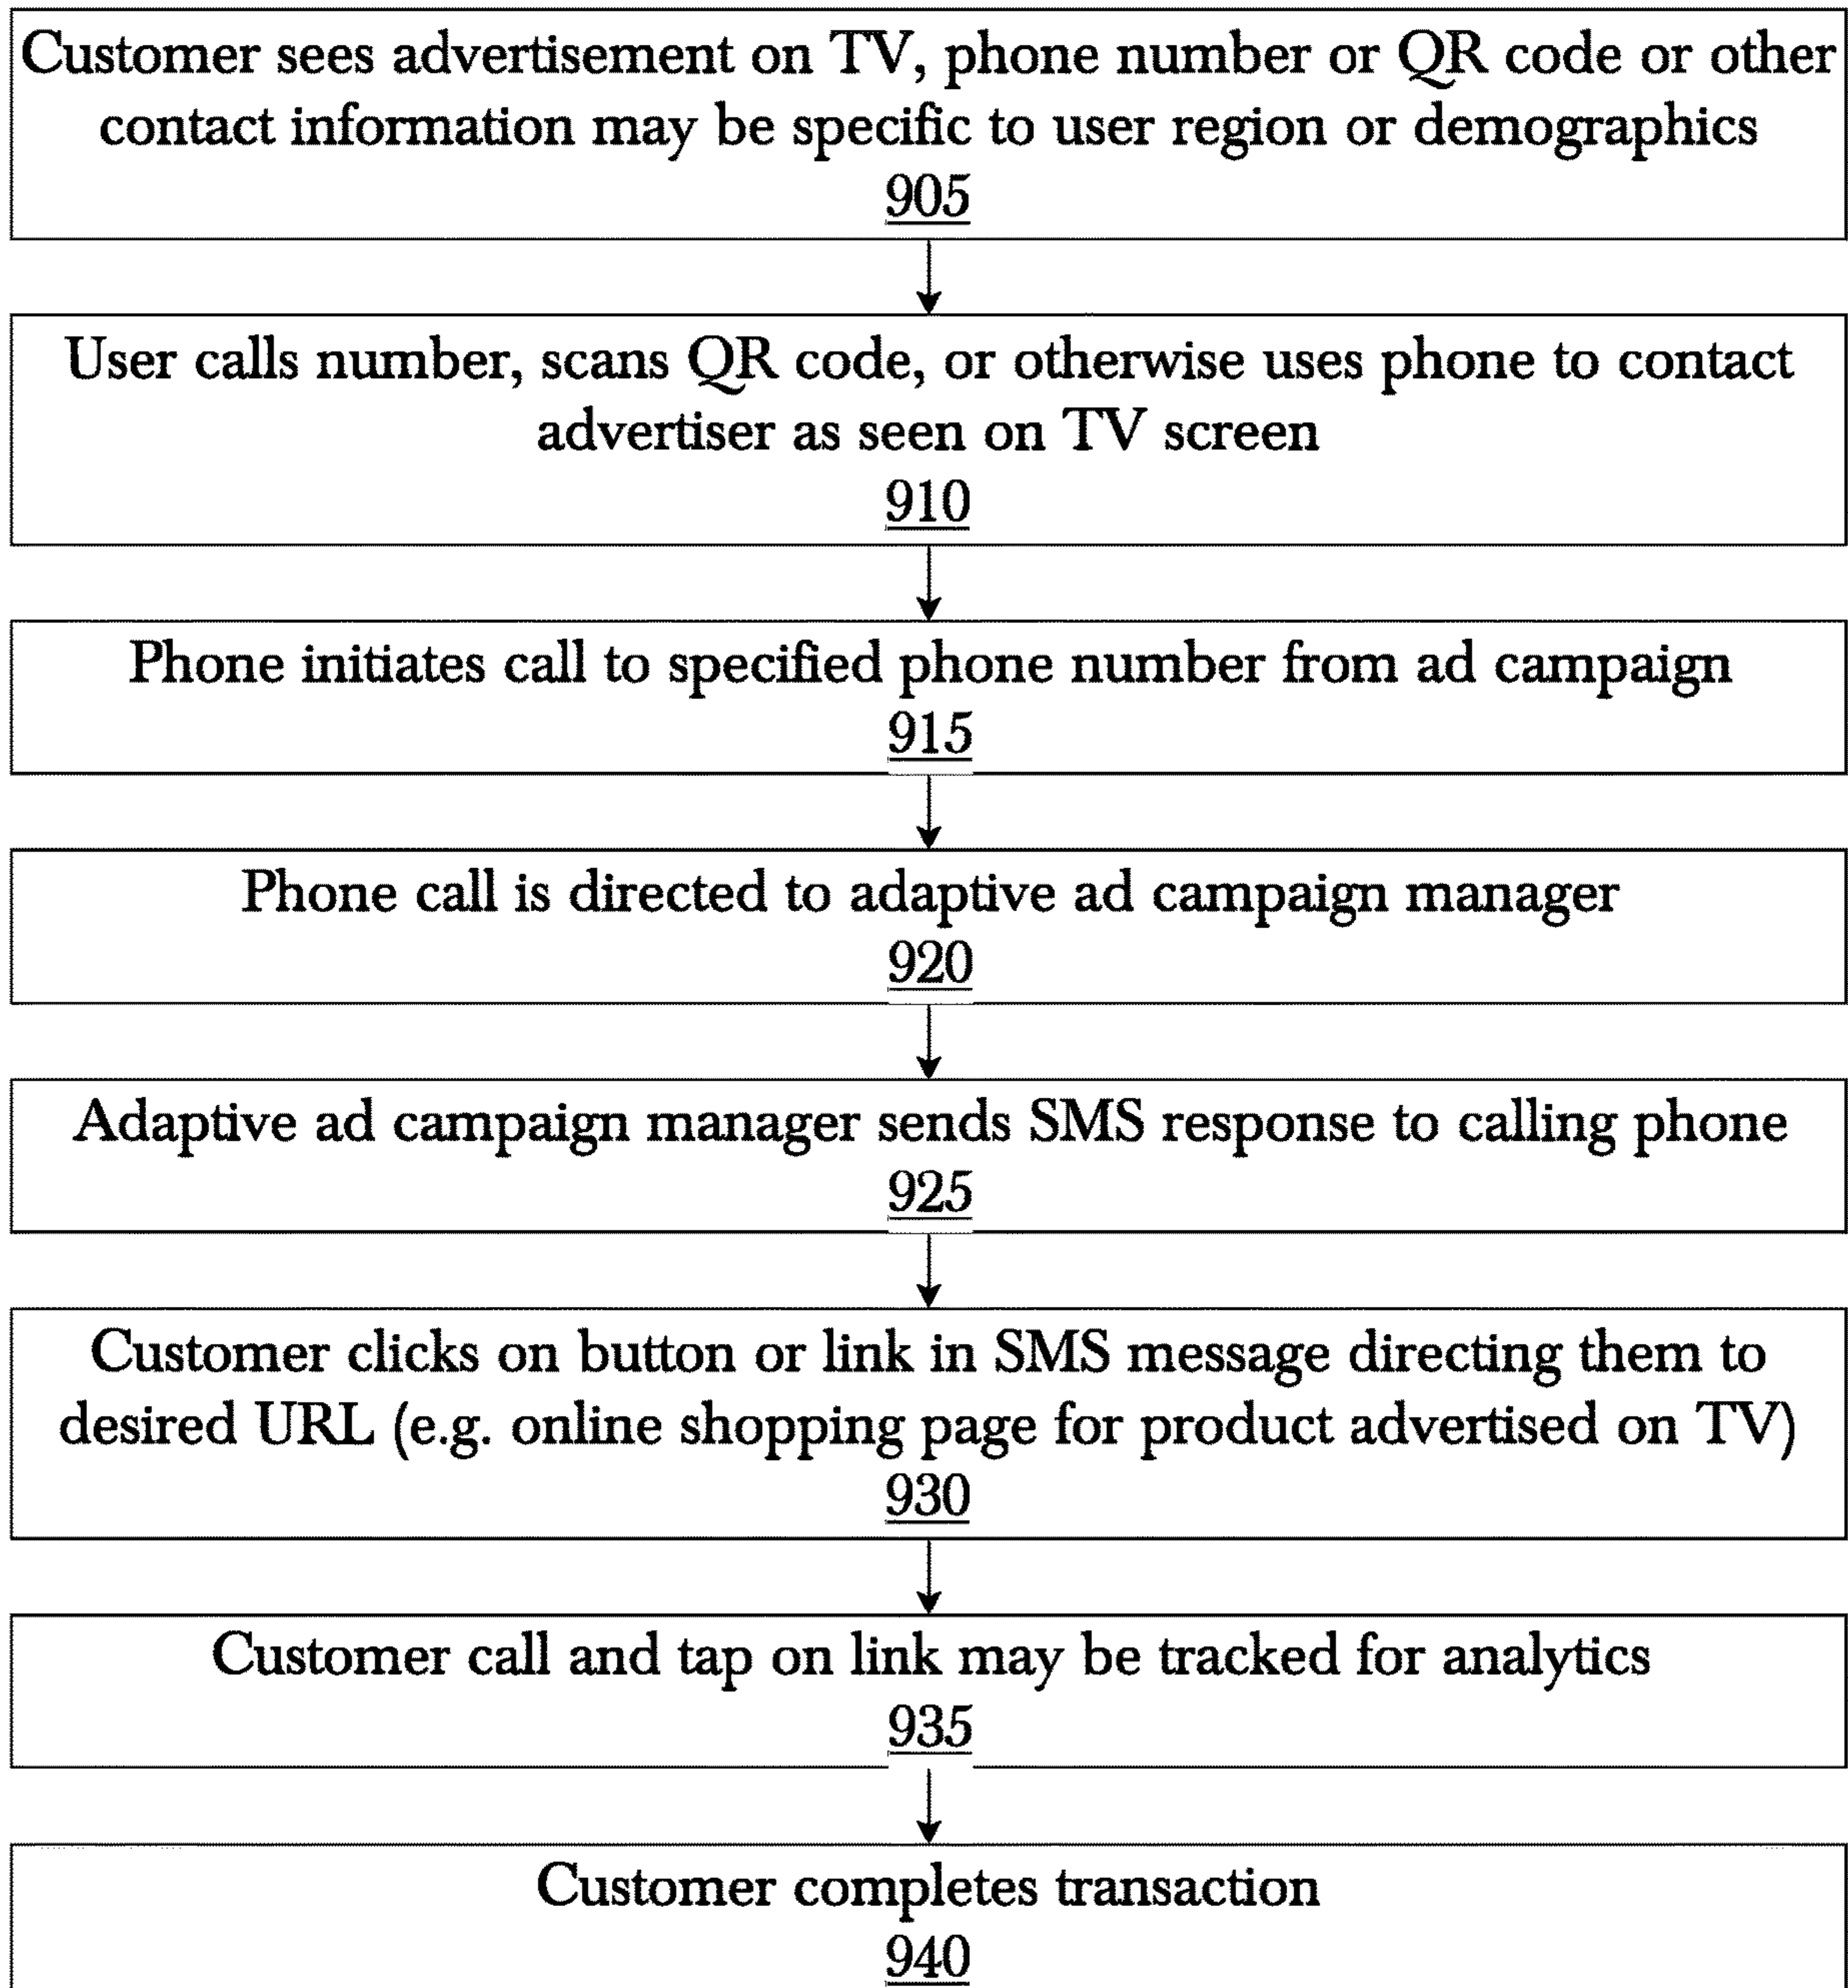 Customer sees advertisement on TV, phone number or QR code or other
contact information may be specific to user region or demographics
905
User calls number, scans QR code, or otherwise uses phone to contact
advertiser as seen on TV screen
910
Phone initiates call to specified phone number from ad campaign
915
Phone call is directed to adaptive ad campaign manager
920
Adaptive ad campaign manager sends SMS response to calling phone
925
Customer clicks on button or link in SMS message directing them to
desired URL (e.g. online shopping page for product advertised on TV)
930
Customer call and tap on link may be tracked for analytics
935
Customer completes transaction
940